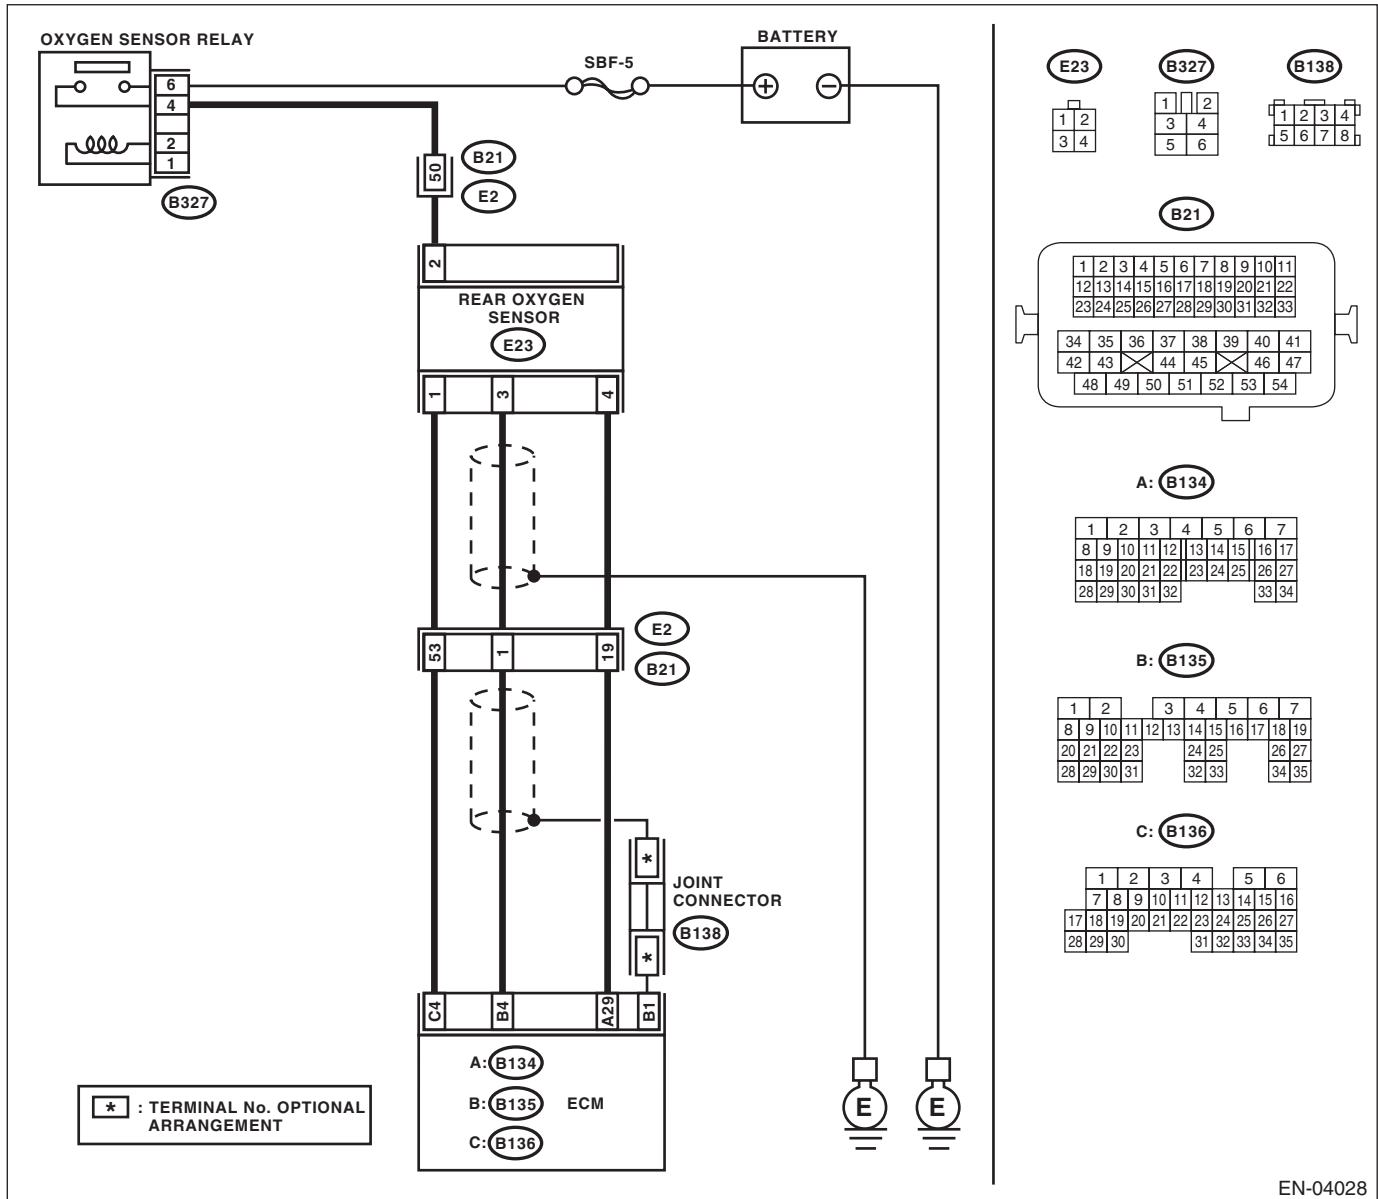 OXYGEN SENSOR RELAY
6
4
2
1
B327
SBF-5
BATTERY
+
−
50
B21
E2
2
REAR OXYGEN
SENSOR
E23
1
3
4
E2
B21
53
1
19
*
JOINT
CONNECTOR
B138
*
C4
B4
A29
B1
A: B134
B: B135 ECM
C: B136
E
E
* : TERMINAL No. OPTIONAL
ARRANGEMENT
E23
1 2
3 4
B327
1 2
3 4
5 6
B138
1 2 3 4
5 6 7 8
B21
1 2 3 4 5 6 7 8 9 10 11
12 13 14 15 16 17 18 19 20 21 22
23 24 25 26 27 28 29 30 31 32 33
34 35 36 37 38 39 40 41
42 43 44 45 46 47
48 49 50 51 52 53 54
A: B134
1 2 3 4 5 6 7
8 9 10 11 12 13 14 15 16 17
18 19 20 21 22 23 24 25 26 27
28 29 30 31 32 33 34
B: B135
1 2 3 4 5 6 7
8 9 10 11 12 13 14 15 16 17 18 19
20 21 22 23 24 25 26 27
28 29 30 31 32 33 34 35
C: B136
1 2 3 4 5 6
7 8 9 10 11 12 13 14 15 16
17 18 19 20 21 22 23 24 25 26 27
28 29 30 31 32 33 34 35
EN-04028